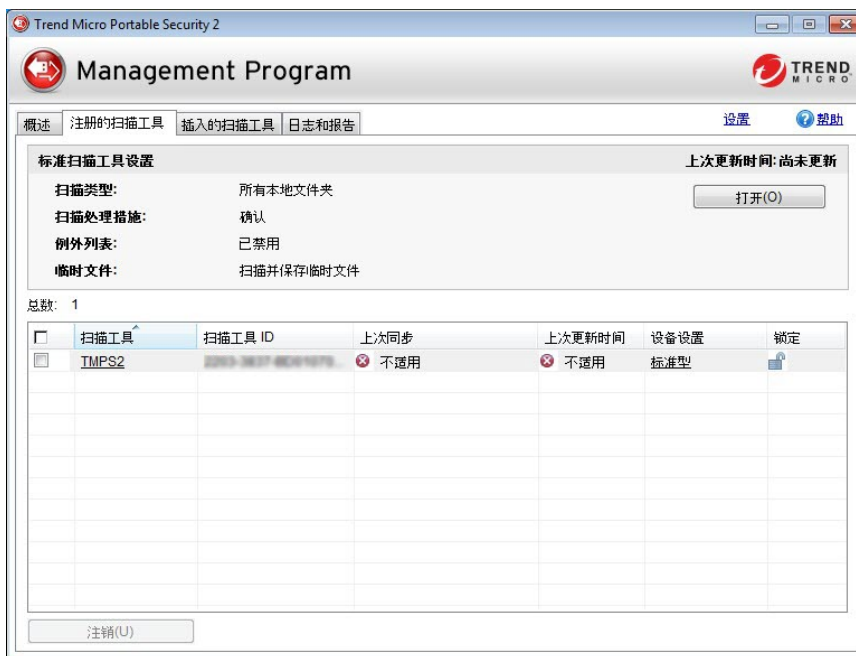 Trend Micro Portable Security 2
Management Program
TREND MICRO
概述 注册的扫描工具 插入的扫描工具 日志和报告 设置 帮助
标准扫描工具设置 上次更新时间:尚未更新
扫描类型: 所有本地文件夹 打开(O)
扫描处理措施: 确认
例外列表: 已禁用
临时文件: 扫描并保存临时文件
总数: 1
扫描工具 扫描工具 ID 上次同步 上次更新时间 设备设置 锁定
TMPS2 不适用 不适用 标准型
注销(U)